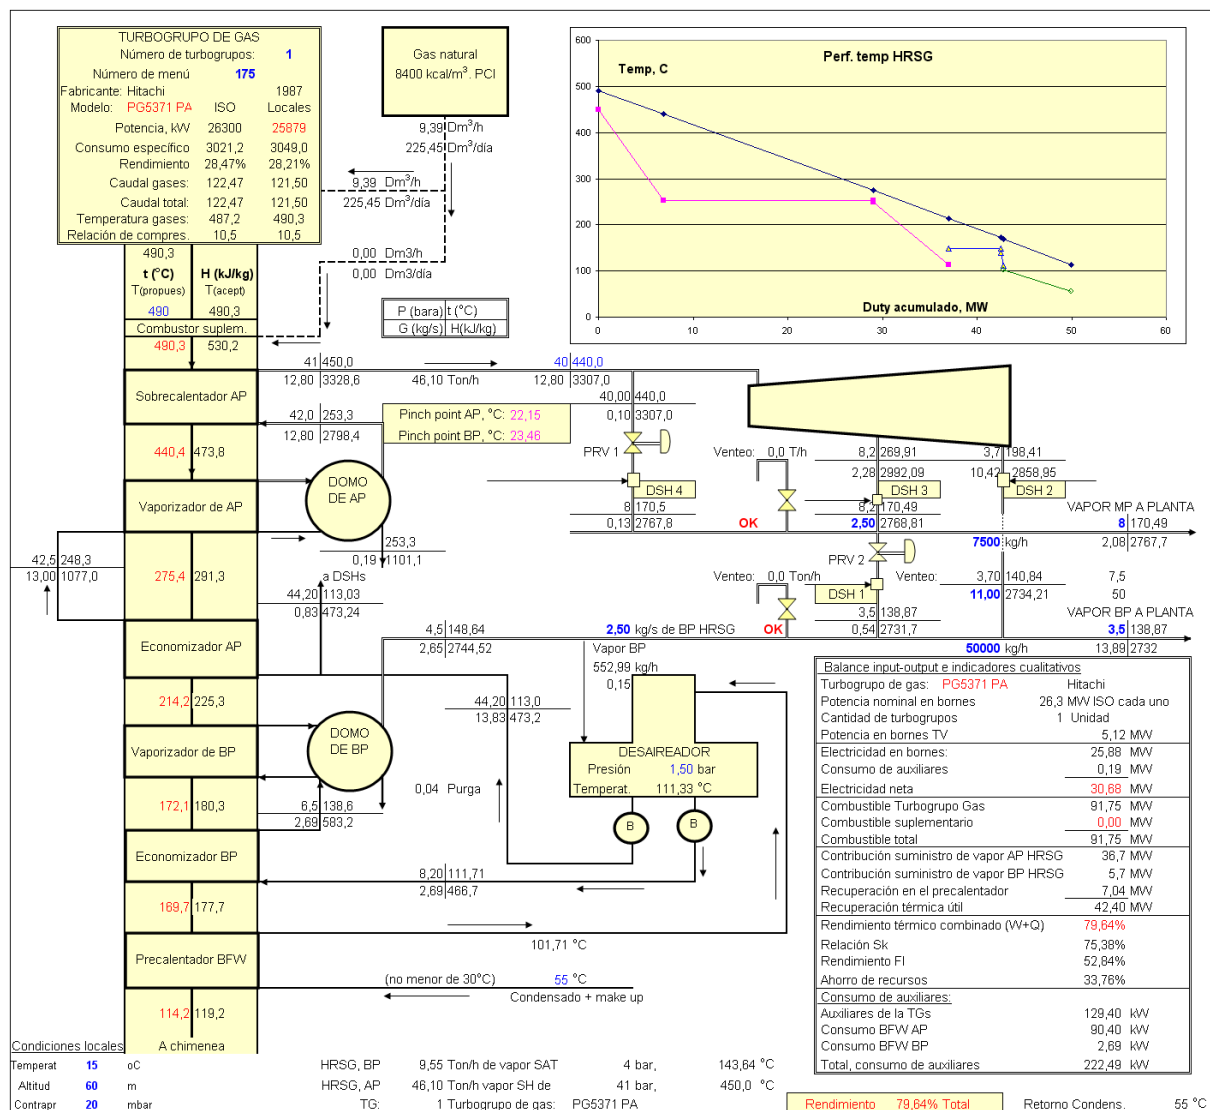 TURBOGRUPO DE GAS
Número de turbogrupos: 1
Número de menú 175
Fabricante: Hitachi 1987
Modelo: PG5371 PA ISO Locales
Potencia, kW 26300 25879
Consumo específico 3021,2 3049,0
Rendimiento 28,47% 28,21%
Caudal gases: 122,47 121,50
Caudal total: 122,47 121,50
Temperatura gases: 487,2 490,3
Relación de compres. 10,5 10,5
490,3
t (°C) H (kJ/kg)
T(propues) T(acept)
490 490,3
Combustor suplem.
490,3 530,2
Sobrecalentador AP
440,4 473,8
Vaporizador de AP
275,4 291,3
Economizador AP
214,2 225,3
Vaporizador de BP
172,1 180,3
Economizador BP
169,7 177,7
Precalentador BFW
114,2 119,2
A chimenea
Gas natural
8400 kcal/m³. PCI
9,39 Dm³/h
225,45 Dm³/día
9,39 Dm³/h
225,45 Dm³/día
0,00 Dm3/h
0,00 Dm3/día
P (bara) t (°C)
G (kg/s) H(kJ/kg)
Perf. temp HRSG
Temp, C
600
500
400
300
200
100
0
Duty acumulado, MW
0 10 20 30 40 50 60
41 450,0
12,80 3328,6 46,10 Ton/h
40 440,0
12,80 3307,0
42,0 253,3
12,80 2798,4
Pinch point AP, °C: 22,15
Pinch point BP, °C: 23,46
40,00 440,0
0,10 3307,0
PRV 1
DSH 4
8 170,5
0,13 2767,8
Venteo: 0,0 T/h
OK
8,2 269,91
2,28 2992,09
DSH 3
8,2 170,49
2,50 2768,81
3,7 198,41
10,42 2858,95
DSH 2
VAPOR MP A PLANTA
8 170,49
7500 kg/h 2,08 2767,7
DOMO
DE AP
253,3
0,19 1101,1
a DSHs
42,5 248,3
13,00 1077,0
44,20 113,03
0,83 473,24
PRV 2
Venteo: 0,0 Ton/h
DSH 1
Venteo: 3,70 140,84 7,5
11,00 2734,21 50
3,5 138,87
0,54 2731,7
VAPOR BP A PLANTA
3,5 138,87
50000 kg/h 13,89 2732
4,5 148,64
2,65 2744,52
2,50 kg/s de BP HRSG OK
Vapor BP
552,99 kg/h
0,15
44,20 113,0
13,83 473,2
DOMO
DE BP
DESAIREADOR
Presión 1,50 bar
Temperat. 111,33 °C
B
B
0,04 Purga
8,5 138,6
2,69 583,2
8,20 111,71
2,69 466,7
101,71 °C
(no menor de 30°C) 55 °C
Condensado + make up
Balance input-output e indicadores cualitativos
Turbogrupo de gas: PG5371 PA Hitachi
Potencia nominal en bornes 26,3 MW ISO cada uno
Cantidad de turbogrupos 1 Unidad
Potencia en bornes TV 5,12 MW
Electricidad en bornes: 25,88 MW
Consumo de auxiliares 0,19 MW
Electricidad neta 30,68 MW
Combustible Turbogrupo Gas 91,75 MW
Combustible suplementario 0,00 MW
Combustible total 91,75 MW
Contribución suministro de vapor AP HRSG 36,7 MW
Contribución suministro de vapor BP HRSG 5,7 MW
Recuperación en el precalentador 7,04 MW
Recuperación térmica útil 42,40 MW
Rendimiento térmico combinado (W+Q) 79,64%
Relación Sk 75,38%
Rendimiento FI 52,84%
Ahorro de recursos 33,76%
Consumo de auxiliares:
Auxiliares de la TGs 129,40 kW
Consumo BFW AP 90,40 kW
Consumo BFW BP 2,69 kW
Total, consumo de auxiliares 222,49 kW
Condiciones locales
Temperat 15 oC
Altitud 60 m
Contrapr 20 mbar
HRSG, BP 9,55 Ton/h de vapor SAT 4 bar, 143,64 °C
HRSG, AP 46,10 Ton/h vapor SH de 41 bar, 450,0 °C
TG: 1 Turbogrupo de gas: PG5371 PA
Rendimiento 79,64% Total
Retorno Condens. 55 °C